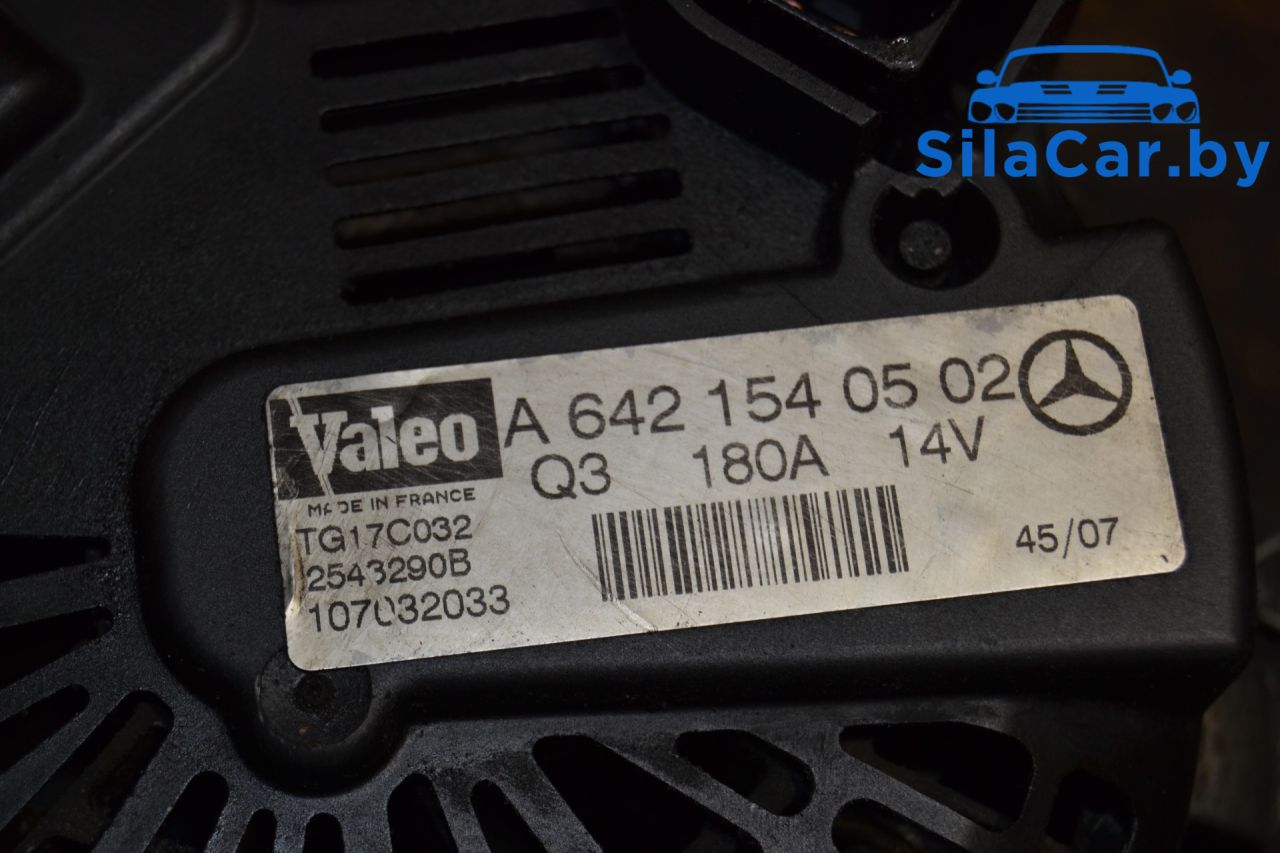 SilaCar.by
Valeo A 642 154 05 02
Q3 180A 14V
MADE IN FRANCE
TG17C032
2543290B
107032033
45/07